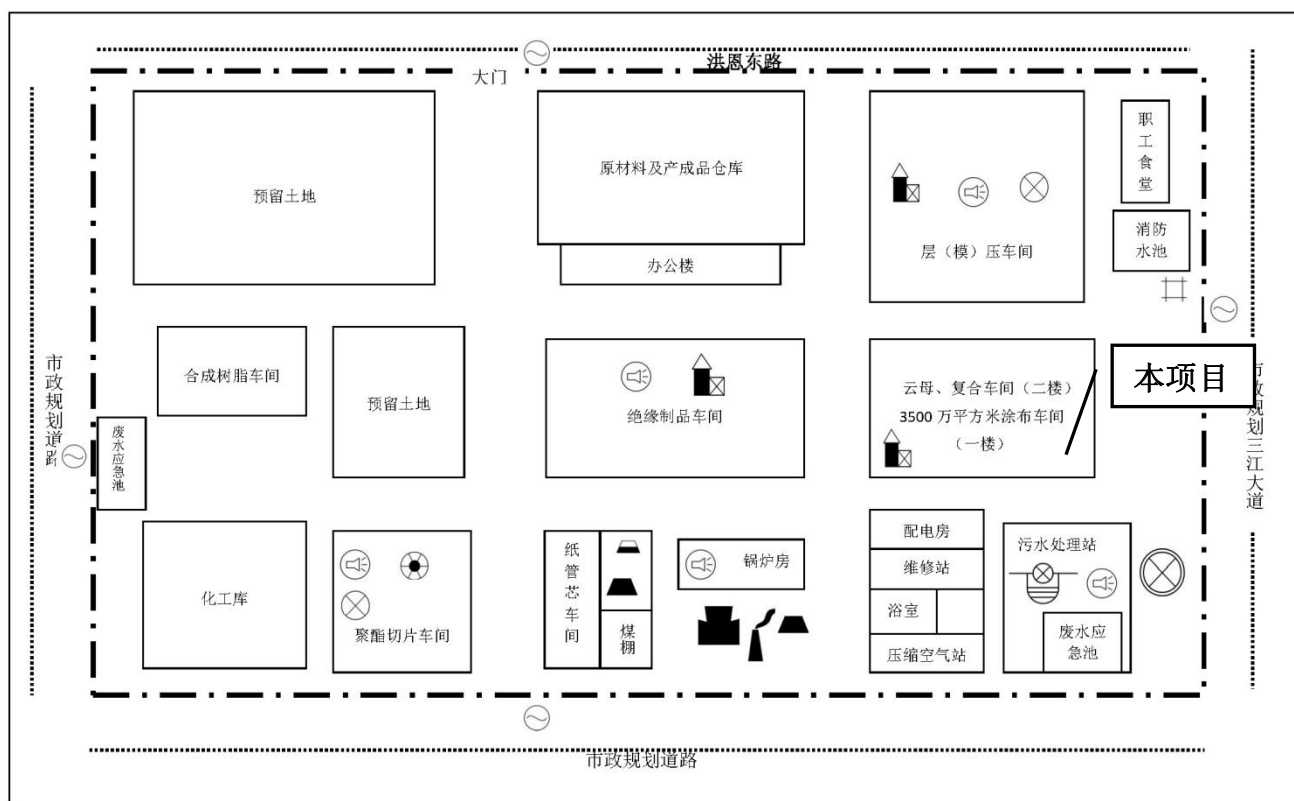 洪恩东路
大门
预留土地
原材料及产成品仓库
办公楼
层（模）压车间
职工食堂
消防
水池
市政规划道路
合成树脂车间
预留土地
绝缘制品车间
云母、复合车间（二楼）
3500 万平方米涂布车间
（一楼）
本项目
市政规划三江大道
废水应急池
化工库
聚酯切片车间
纸管芯车间
煤棚
锅炉房
配电房
维修站
浴室
压缩空气站
污水处理站
废水应
急池
市政规划道路